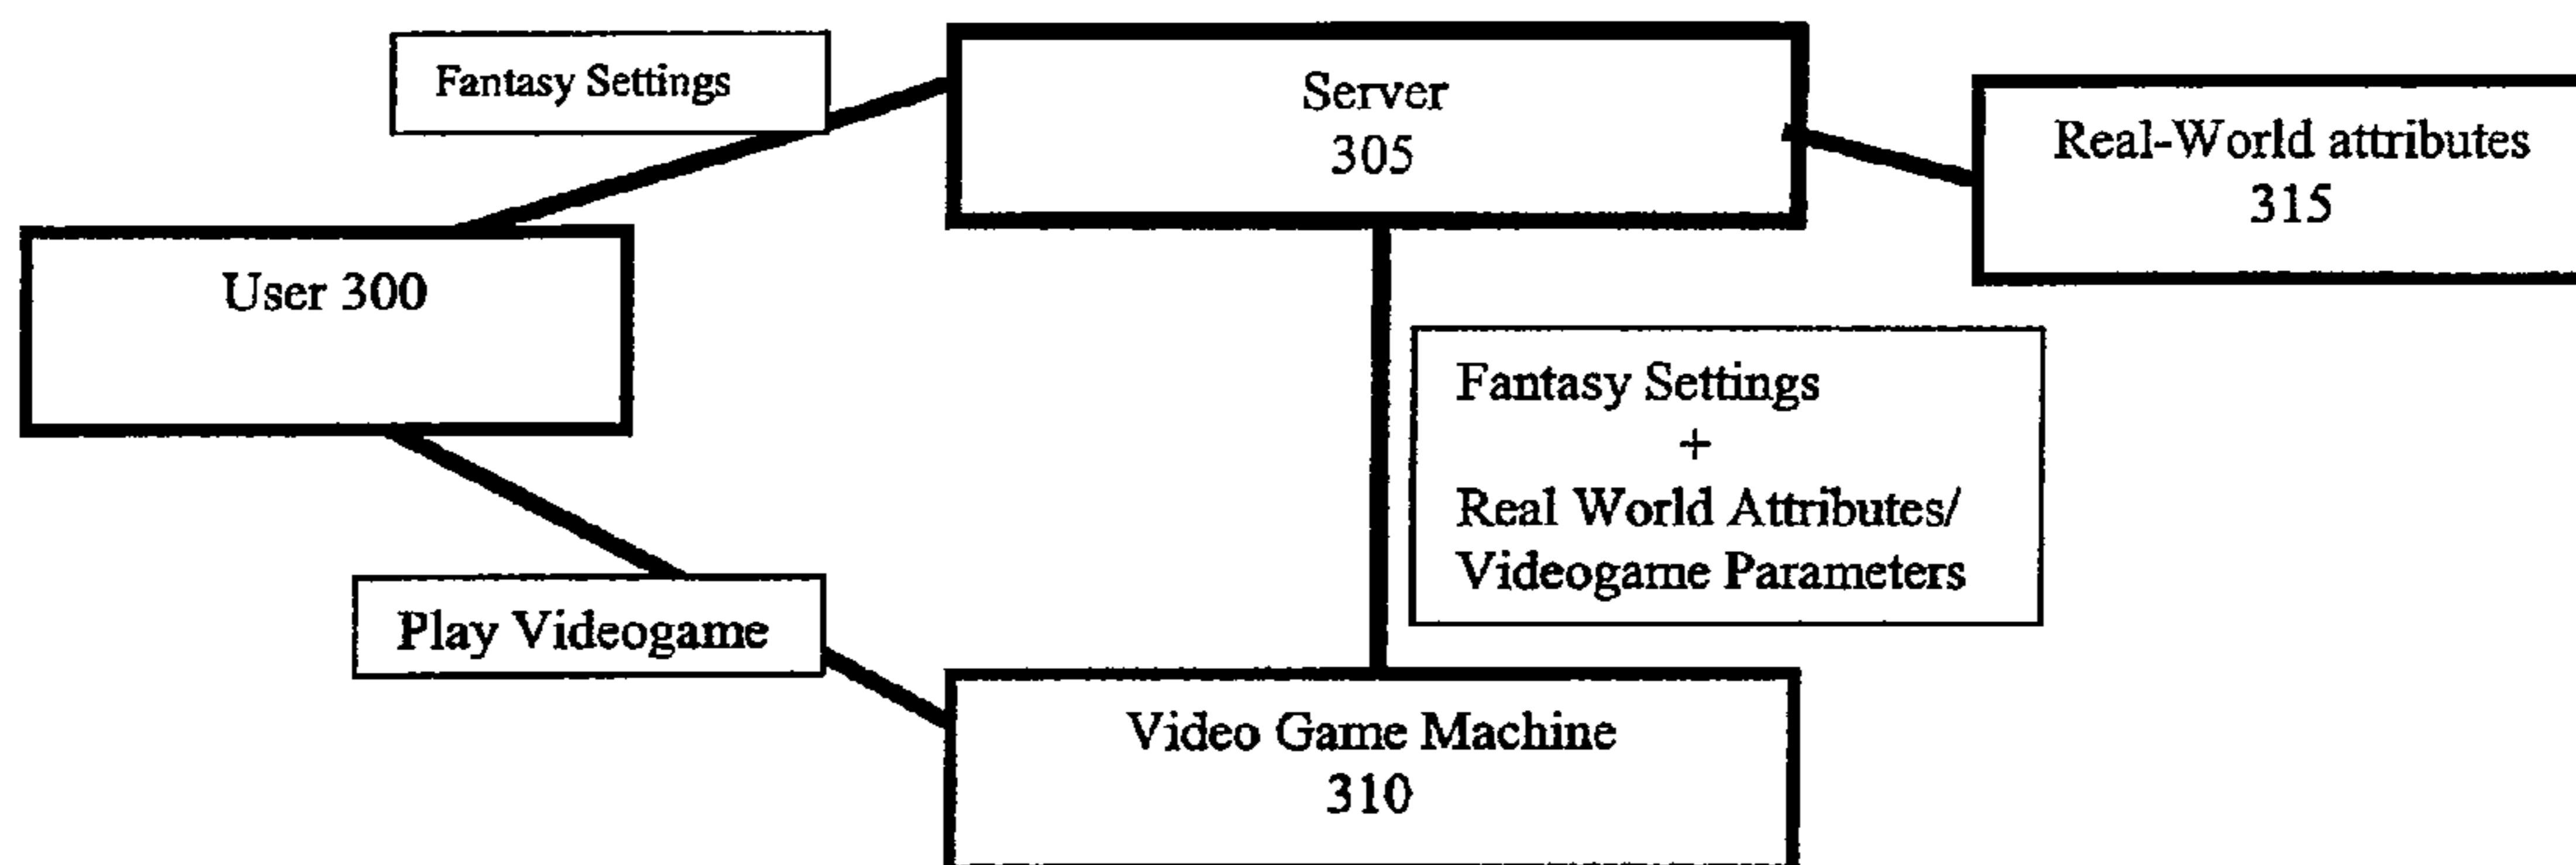 Fantasy Settings
Server
305
Real-World attributes
315
User 300
Fantasy Settings
+
Real World Attributes/
Videogame Parameters
Play Videogame
Video Game Machine
310